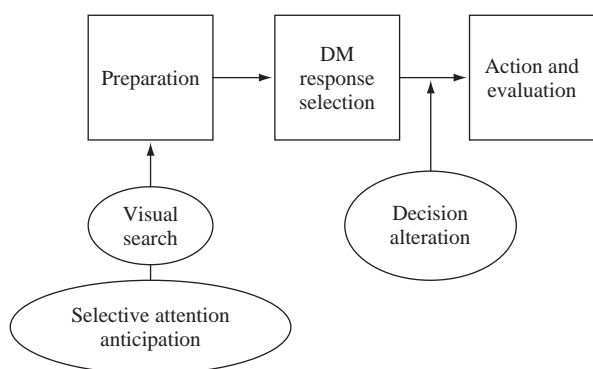 Preparation
DM
response
selection
Action and
evaluation
Visual
search
Decision
alteration
Selective attention
anticipation